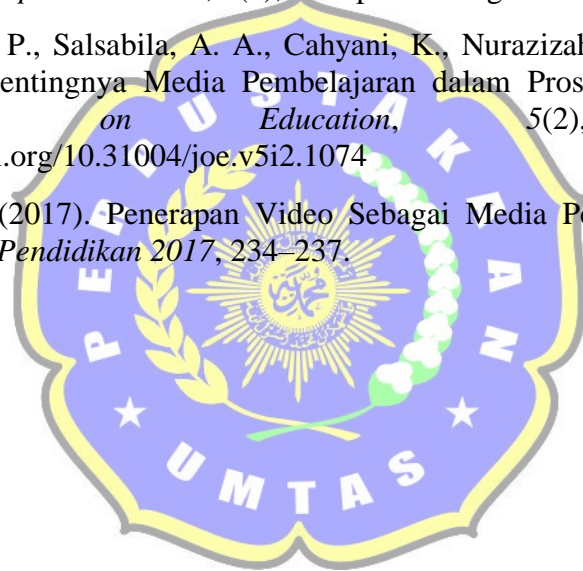 P., Salsabila, A. A., Cahyani, K., Nurazizah
entingnya Media Pembelajaran dalam Pros
on Education, 5(2),
i.org/10.31004/joe.v5i2.1074
(2017). Penerapan Video Sebagai Media Pe
Pendidikan 2017, 234–237.
PERPUSTAKAAN
UMTAS